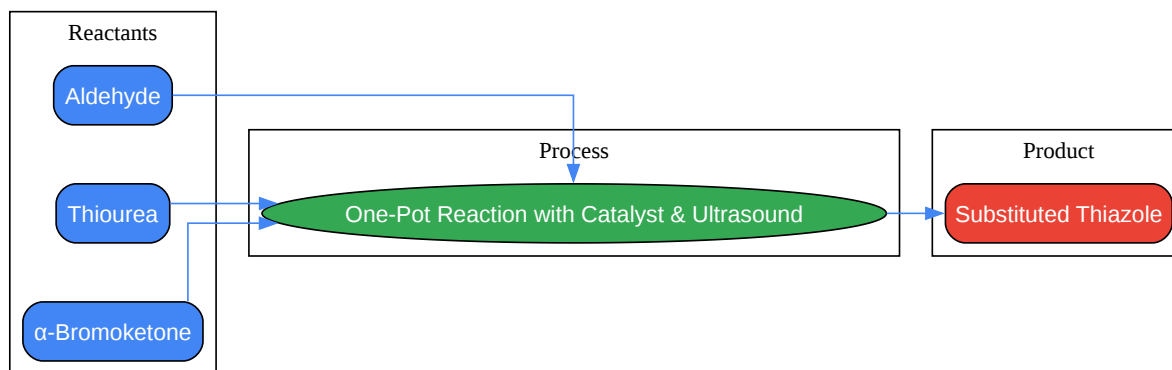 Reactants
Aldehyde
Thiourea
α-Bromoketone
Process
One-Pot Reaction with Catalyst & Ultrasound
Product
Substituted Thiazole